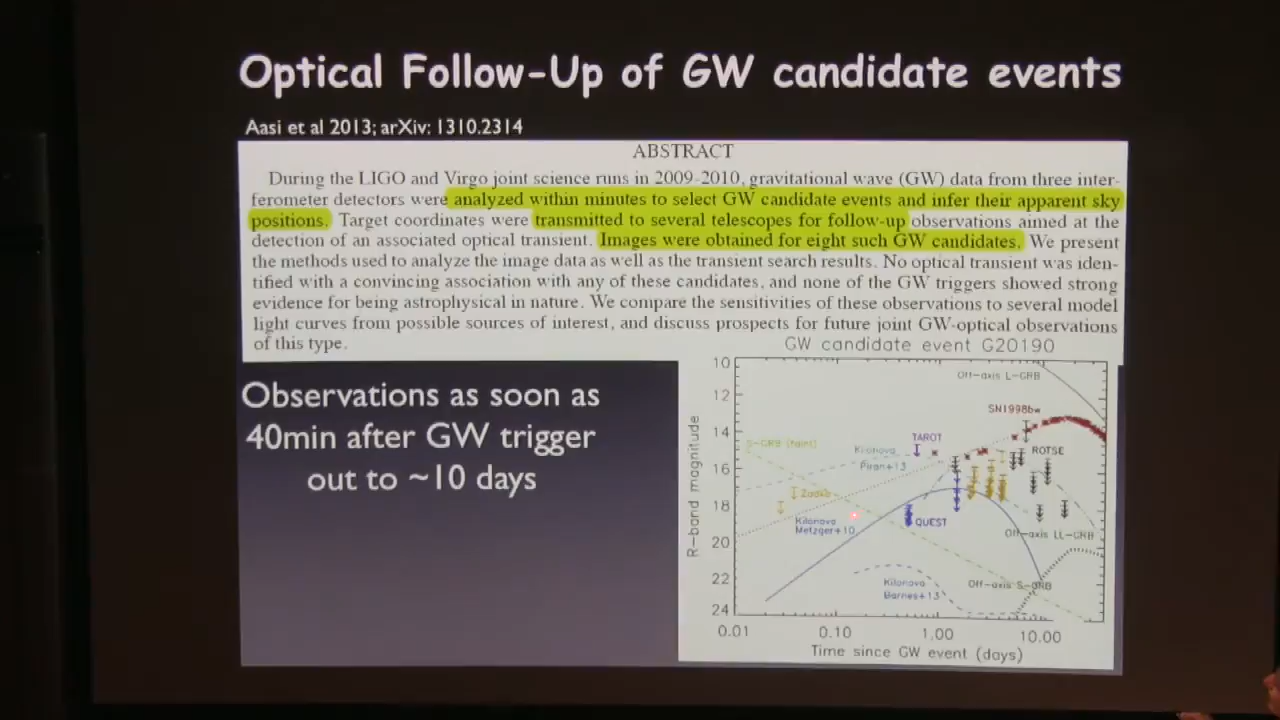 Optical Follow-Up of GW candidate events
Aasi et al 2013; arXiv: 1310.2314
ABSTRACT
During the LIGO and Virgo joint science runs in 2009-2010, gravitational wave (GW) data from three inter-
ferometer detectors were analyzed within minutes to select GW candidate events and infer their apparent sky
positions. Target coordinates were transmitted to several telescopes for follow-up observations aimed at the
detection of an associated optical transient. Images were obtained for eight such GW candidates. We present
the methods used to analyze the image data as well as the transient search results. No optical transient was iden-
tified with a convincing association with any of these candidates, and none of the GW triggers showed strong
evidence for being astrophysical in nature. We compare the sensitivities of these observations to several model
light curves from possible sources of interest, and discuss prospects for future joint GW-optical observations
of this type.
Observations as soon as
40min after GW trigger
out to ~10 days
GW candidate event G20190
R-band magnitude
10
12
14
16
18
20
22
24
Off-axis L-GRB
SN1998bw
TAROT
S-GRB (faint)
Kilonova
Piran+13
ROTSE
Zadko
Kilonova
Metzger+10
QUEST
Off-axis LL-GRB
Kilonova
Barnes+13
Off-axis S-GRB
0.01
0.10
1.00
10.00
Time since GW event (days)